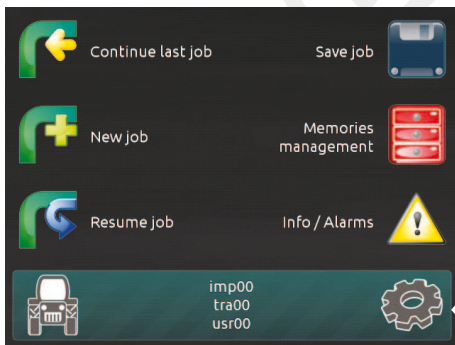 Continue last job
Save job
New job
Memories
management
Resume job
Info / Alarms
imp00
tra00
usr00